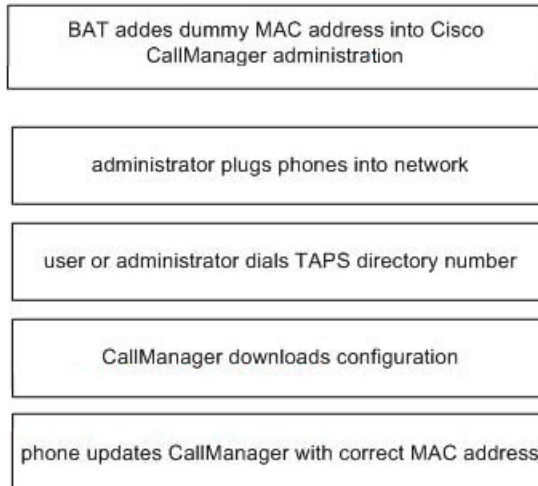 BAT addes dummy MAC address into Cisco
CallManager administration
administrator plugs phones into network
user or administrator dials TAPS directory number
CallManager downloads configuration
phone updates CallManager with correct MAC address